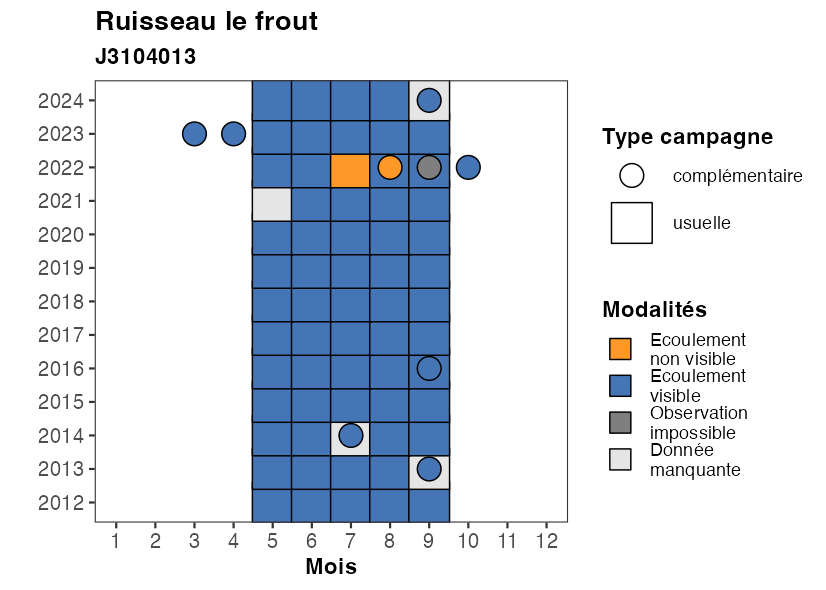 Ruisseau le frout
J3104013
2024
2023
2022
2021
2020
2019
2018
2017
2016
2015
2014
2013
2012
1 2 3 4 5 6 7 8 9 10 11 12
Mois
Type campagne
complémentaire
usuelle
Modalités
Ecoulement
non visible
Ecoulement
visible
Observation
impossible
Donnée
manquante